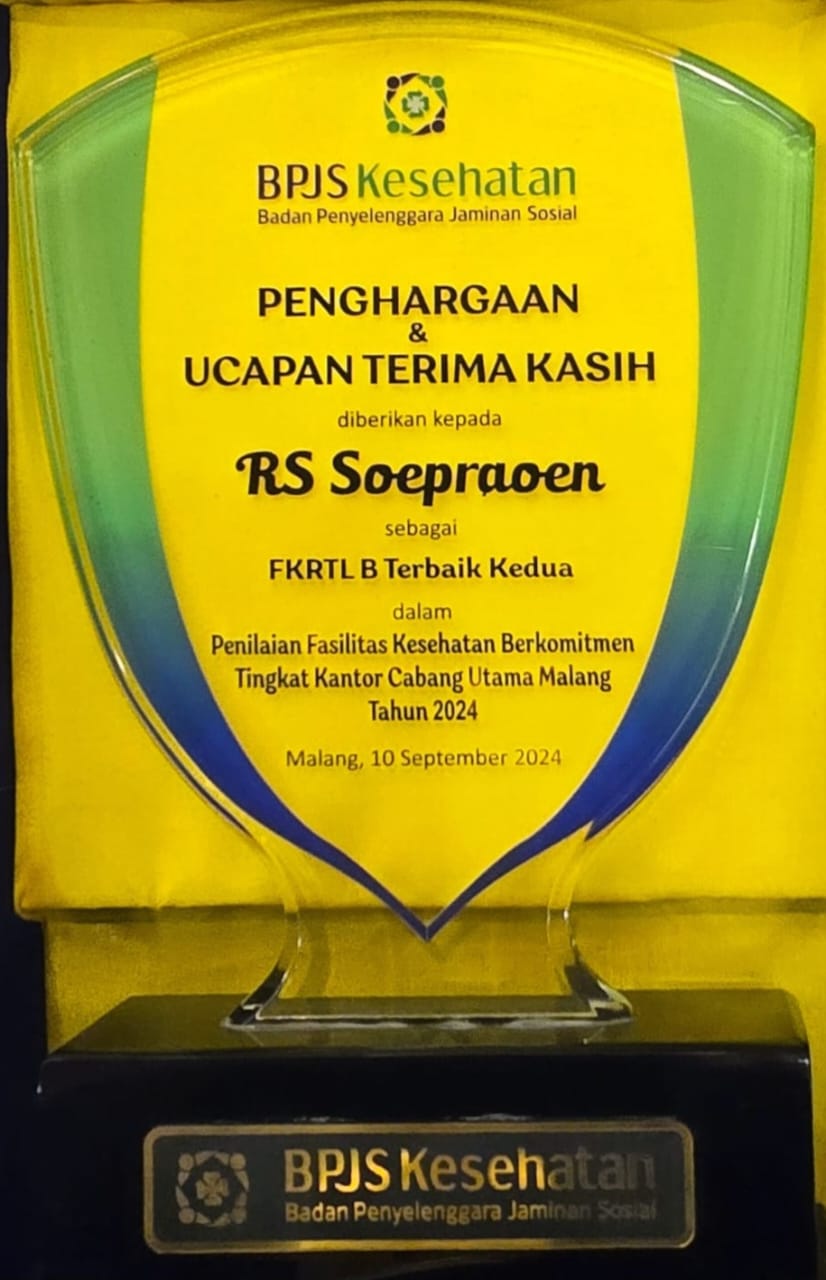 BPJS Kesehatan
Badan Penyelenggara Jaminan Sosial
PENGHARGAAN
&
UCAPAN TERIMA KASIH
diberikan kepada
RS Soepraoen
sebagai
FKRTL B Terbaik Kedua
dalam
Penilaian Fasilitas Kesehatan Berkomitmen
Tingkat Kantor Cabang Utama Malang
Tahun 2024
Malang, 10 September 2024
BPJS Kesehatan
Badan Penyelenggara Jaminan Sosial